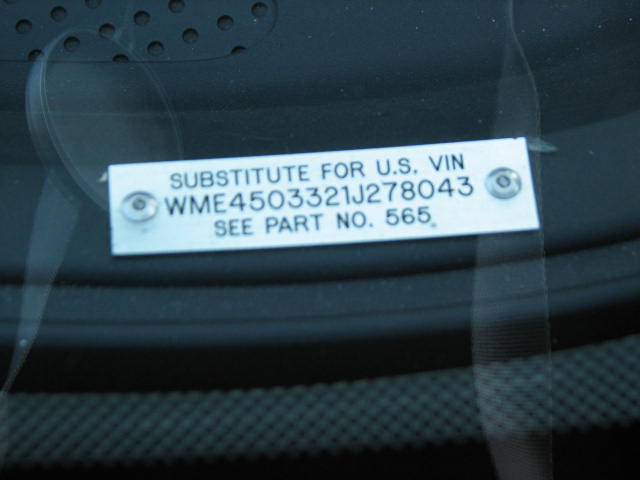 SUBSTITUTE FOR U.S. VIN
WME4503321J278043
SEE PART NO. 565.